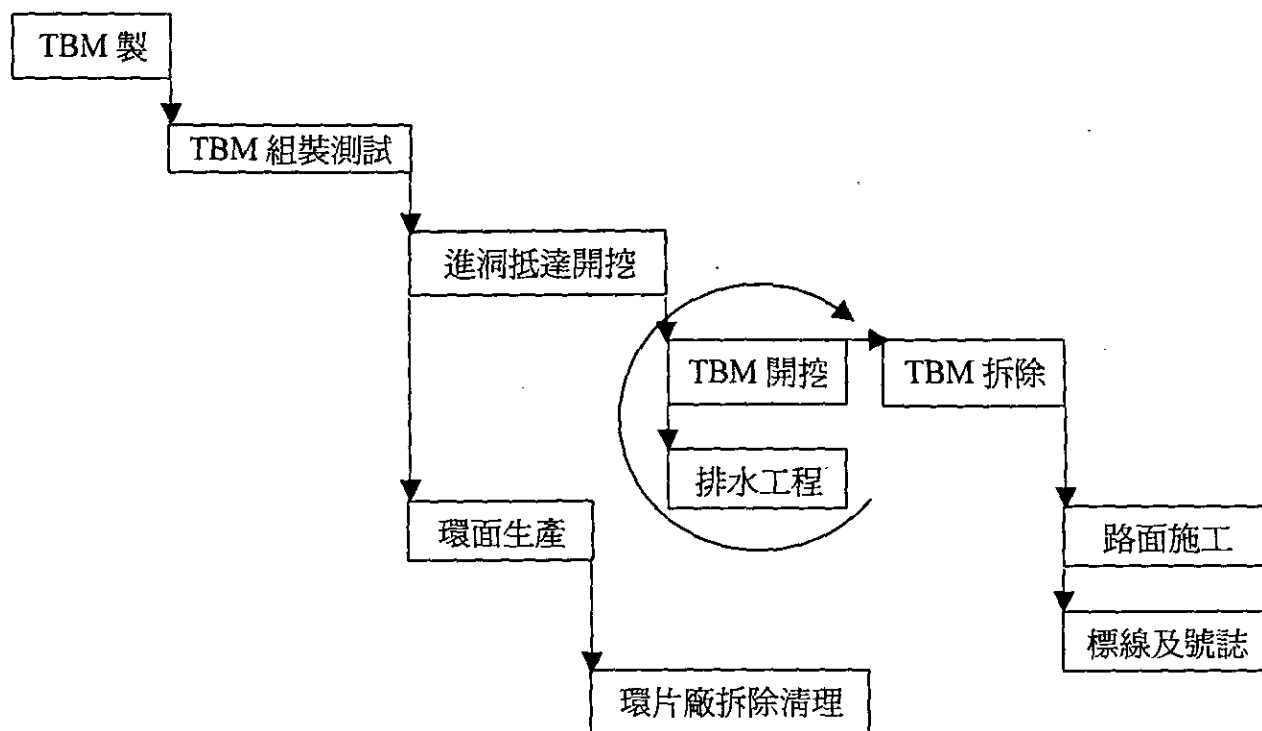 TBM 製
TBM 組裝測試
進洞抵達開挖
TBM 開挖
TBM 拆除
排水工程
環面生產
路面施工
標線及號誌
環片廠拆除清理